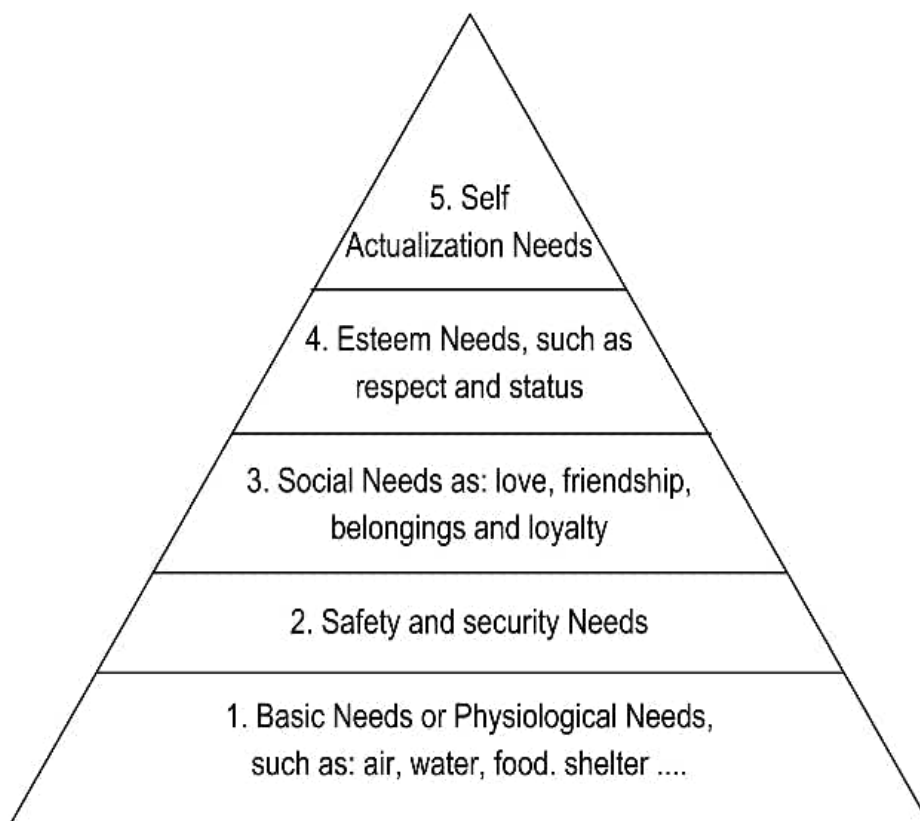 5. Self
Actualization Needs
4. Esteem Needs, such as
respect and status
3. Social Needs as: love, friendship,
belongings and loyalty
2. Safety and security Needs
1. Basic Needs or Physiological Needs,
such as: air, water, food. shelter ....